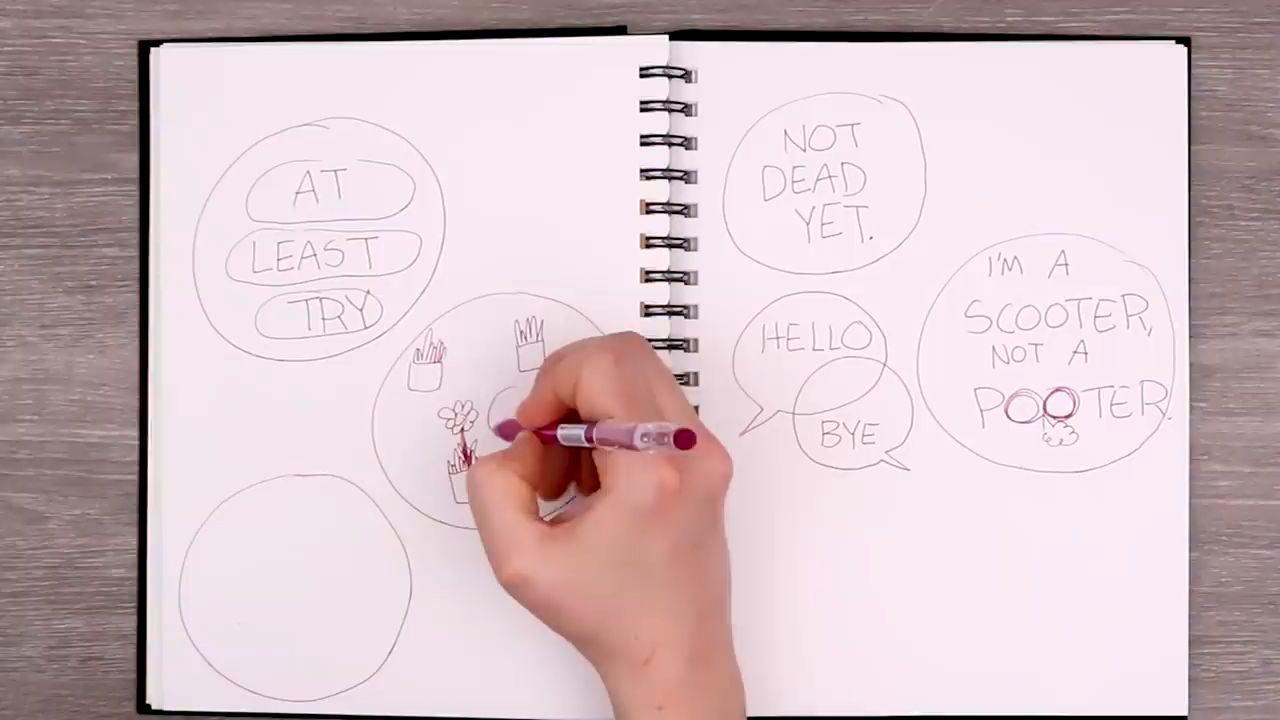 AT
LEAST
TRY
NOT
DEAD
YET.
HELLO
BYE
I'M A
SCOOTER,
NOT A
POOTER.